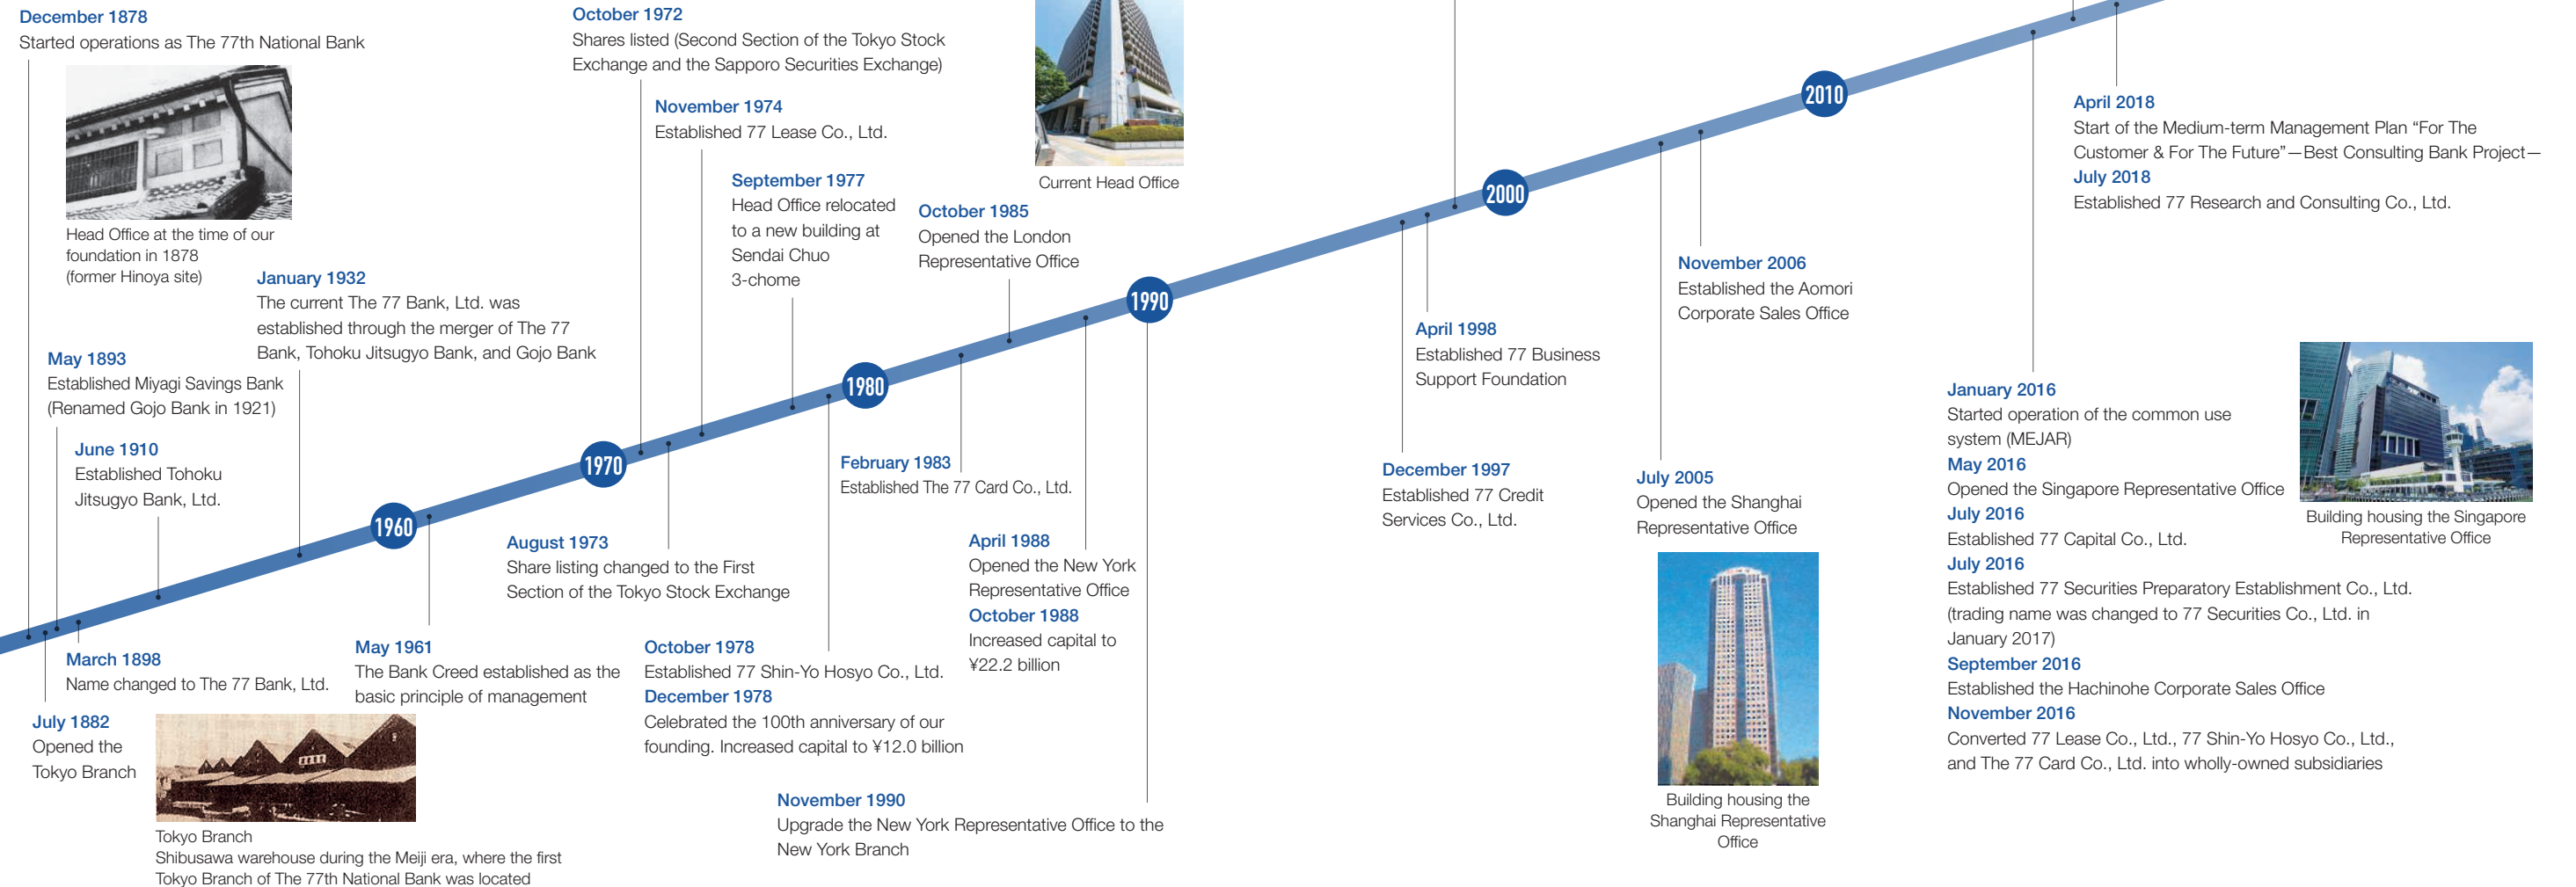 December 1878
Started operations as The 77th National Bank
Head Office at the time of our
foundation in 1878
(former Hinoya site)
May 1893
Established Miyagi Savings Bank
(Renamed Gojo Bank in 1921)
June 1910
Established Tohoku
Jitsugyo Bank, Ltd.
January 1932
The current The 77 Bank, Ltd. was
established through the merger of The 77
Bank, Tohoku Jitsugyo Bank, and Gojo Bank
March 1898
Name changed to The 77 Bank, Ltd.
July 1882
Opened the
Tokyo Branch
Tokyo Branch
Shibusawa warehouse during the Meiji era, where the first
Tokyo Branch of The 77th National Bank was located
1960
May 1961
The Bank Creed established as the
basic principle of management
1970
October 1972
Shares listed (Second Section of the Tokyo Stock
Exchange and the Sapporo Securities Exchange)
November 1974
Established 77 Lease Co., Ltd.
September 1977
Head Office relocated
to a new building at
Sendai Chuo
3-chome
Current Head Office
August 1973
Share listing changed to the First
Section of the Tokyo Stock Exchange
October 1978
Established 77 Shin-Yo Hosyo Co., Ltd.
December 1978
Celebrated the 100th anniversary of our
founding. Increased capital to ¥12.0 billion
1980
October 1985
Opened the London
Representative Office
February 1983
Established The 77 Card Co., Ltd.
April 1988
Opened the New York
Representative Office
October 1988
Increased capital to
¥22.2 billion
1990
November 1990
Upgrade the New York Representative Office to the
New York Branch
April 1998
Established 77 Business
Support Foundation
December 1997
Established 77 Credit
Services Co., Ltd.
2000
November 2006
Established the Aomori
Corporate Sales Office
July 2005
Opened the Shanghai
Representative Office
Building housing the
Shanghai Representative
Office
2010
April 2018
Start of the Medium-term Management Plan “For The
Customer & For The Future”—Best Consulting Bank Project—
July 2018
Established 77 Research and Consulting Co., Ltd.
January 2016
Started operation of the common use
system (MEJAR)
May 2016
Opened the Singapore Representative Office
July 2016
Established 77 Capital Co., Ltd.
July 2016
Established 77 Securities Preparatory Establishment Co., Ltd.
(trading name was changed to 77 Securities Co., Ltd. in
January 2017)
September 2016
Established the Hachinohe Corporate Sales Office
November 2016
Converted 77 Lease Co., Ltd., 77 Shin-Yo Hosyo Co., Ltd.,
and The 77 Card Co., Ltd. into wholly-owned subsidiaries
Building housing the Singapore
Representative Office